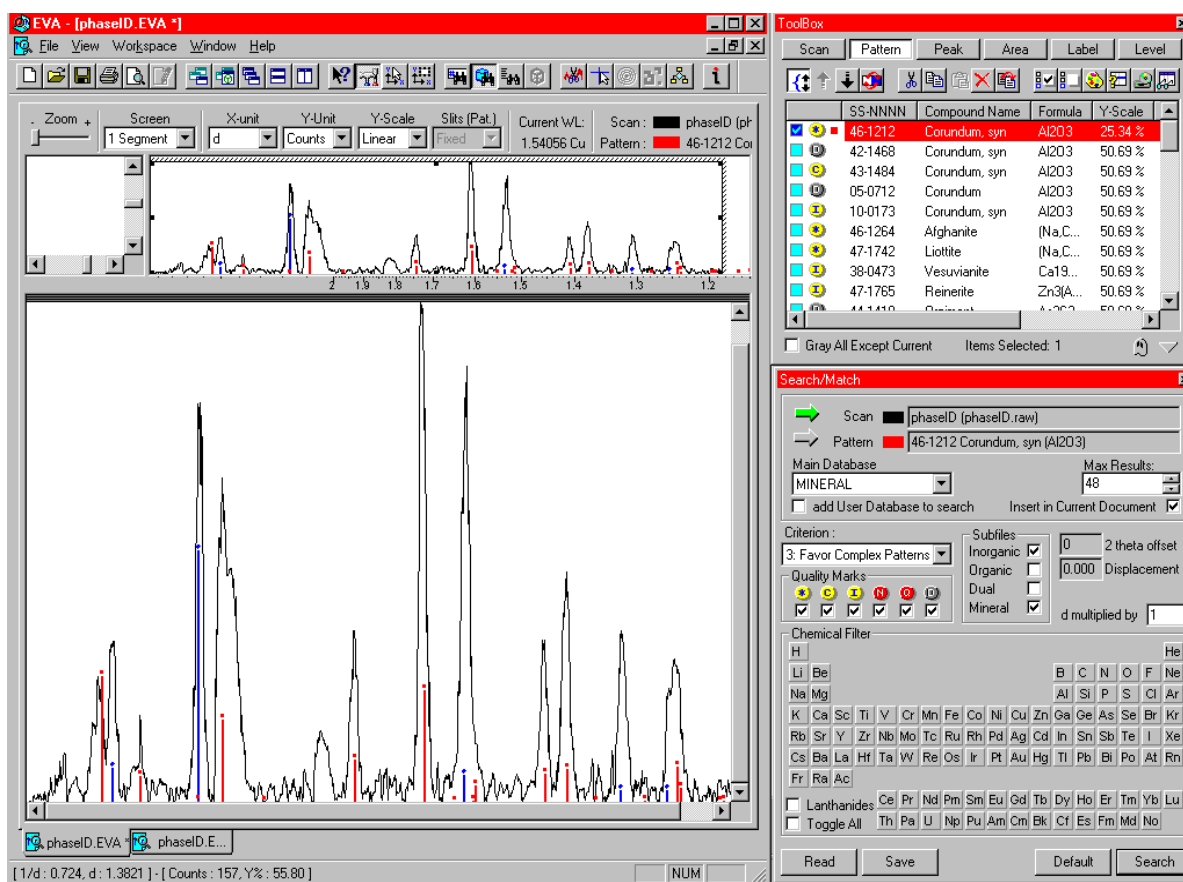 EVA - [phaseID.EVA *]
File View Workspace Window Help
- Zoom +
Screen
X-unit
Y-Unit
Y-Scale
Slits (Pat.)
Current WL:
Scan : phaseID (ph
1 Segment
d
Counts
Linear
Fixed
1.54056 Cu
Pattern : 46-1212 Co
2 1.9 1.8 1.7 1.6 1.5 1.4 1.3 1.2
phaseID.EVA *
phaseID.E...
[ 1/d : 0.724, d : 1.3821 ] - [ Counts : 157, Y% : 55.80 ]
NUM
ToolBox
Scan Pattern Peak Area Label Level
SS-NNNN Compound Name Formula Y-Scale
46-1212 Corundum, syn Al2O3 25.34 %
42-1468 Corundum, syn Al2O3 50.69 %
43-1484 Corundum, syn Al2O3 50.69 %
05-0712 Corundum Al2O3 50.69 %
10-0173 Corundum, syn Al2O3 50.69 %
46-1264 Afghanite (Na,C... 50.69 %
47-1742 Liottite (Na,C... 50.69 %
38-0473 Vesuvianite Ca19... 50.69 %
47-1765 Reinerite Zn3(A... 50.69 %
Gray All Except Current Items Selected: 1
Search/Match
Scan phaseID (phaseID.raw)
Pattern 46-1212 Corundum, syn (Al2O3)
Main Database Max Results:
MINERAL 48
add User Database to search Insert in Current Document
Criterion :
3: Favor Complex Patterns
Subfiles
Inorganic
Organic
Dual
Mineral
0 2 theta offset
0.000 Displacement
d multiplied by 1
Quality Marks
* C I N Q
Chemical Filter
H He
Li Be B C N O F Ne
Na Mg Al Si P S Cl Ar
K Ca Sc Ti V Cr Mn Fe Co Ni Cu Zn Ga Ge As Se Br Kr
Rb Sr Y Zr Nb Mo Tc Ru Rh Pd Ag Cd In Sn Sb Te I Xe
Cs Ba La Hf Ta W Re Os Ir Pt Au Hg Tl Pb Bi Po At Rn
Fr Ra Ac
Lanthanides Ce Pr Nd Pm Sm Eu Gd Tb Dy Ho Er Tm Yb Lu
Toggle All Th Pa U Np Pu Am Cm Bk Cf Es Fm Md No
Read Save Default Search